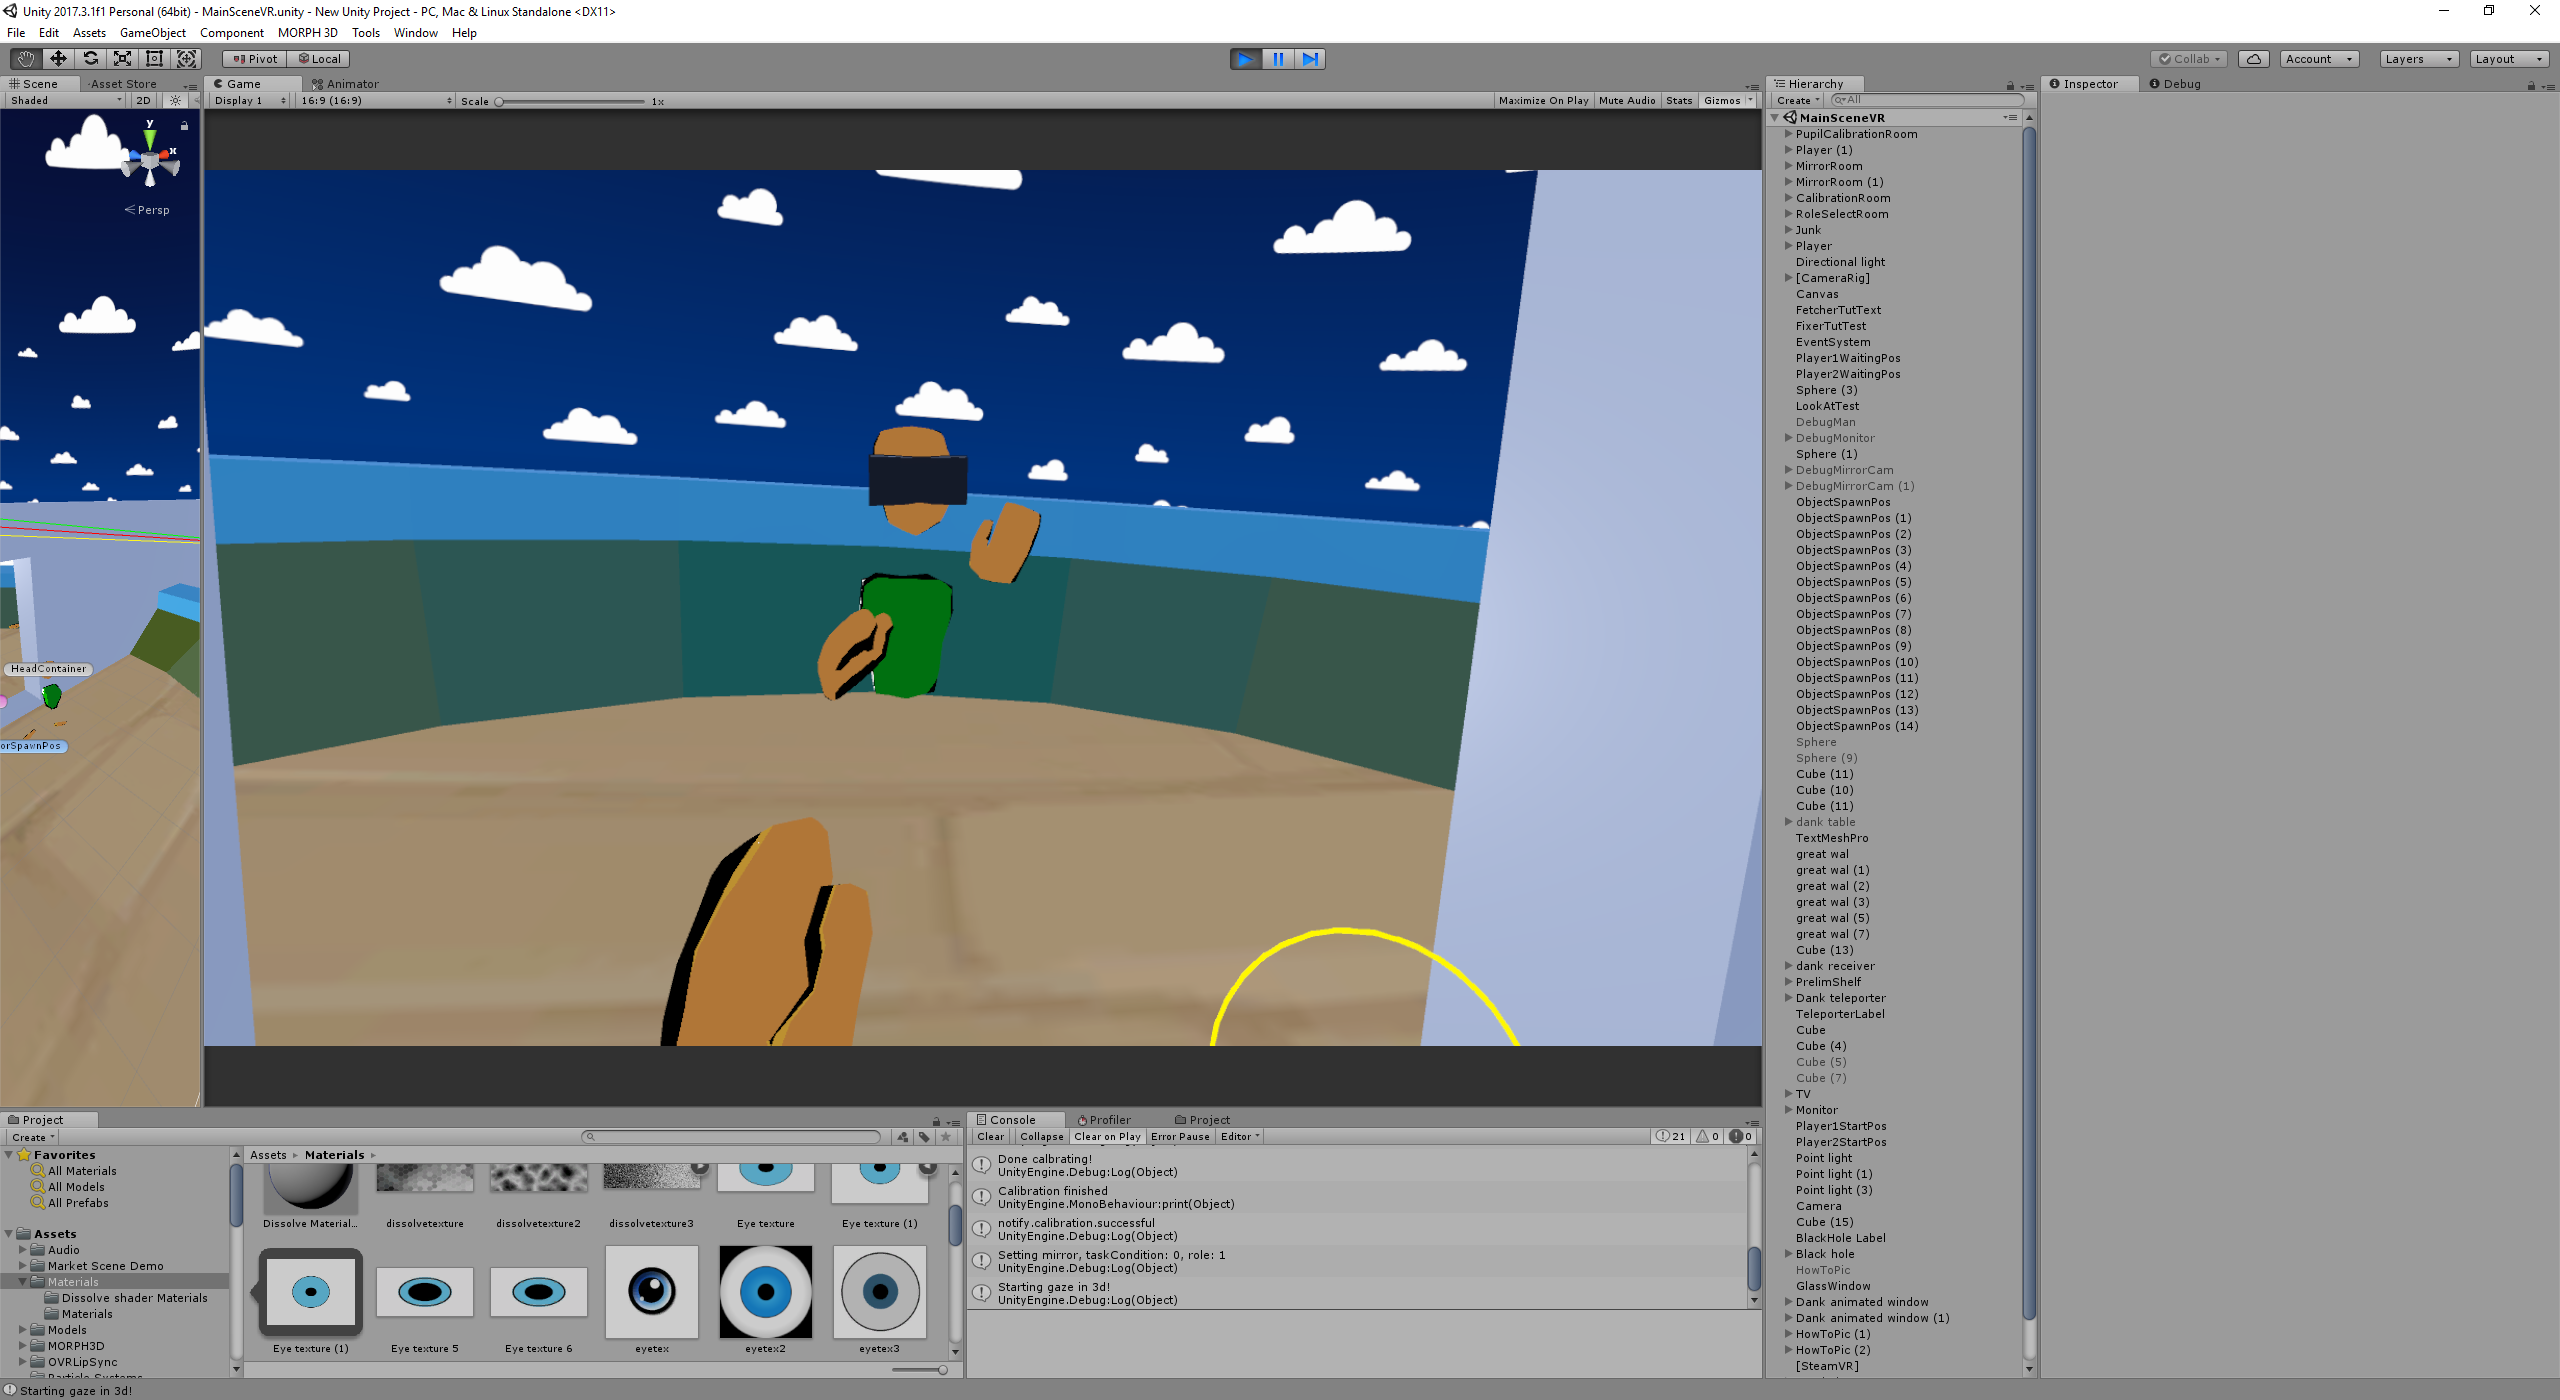 Unity 2017.3.1f1 Personal (64bit) - MainSceneVR.unity - New Unity Project - PC, Mac & Linux Standalone <DX11>
File Edit Assets GameObject Component MORPH 3D Tools Window Help
Pivot Local Collab Account Layers Layout
Scene Asset Store Game Animator Hierarchy Inspector Debug
Shaded 2D Display 1 16:9 (16:9) Scale 1x Maximize On Play Mute Audio Stats Gizmos Create All
y
x
Persp
HeadContainer
orSpawnPos
MainSceneVR
PupilCalibrationRoom
Player (1)
MirrorRoom
MirrorRoom (1)
CalibrationRoom
RoleSelectRoom
Junk
Player
Directional light
[CameraRig]
Canvas
FetcherTutText
FixerTutTest
EventSystem
Player1WaitingPos
Player2WaitingPos
Sphere (3)
LookAtTest
DebugMan
DebugMonitor
Sphere (1)
DebugMirrorCam
DebugMirrorCam (1)
ObjectSpawnPos
ObjectSpawnPos (1)
ObjectSpawnPos (2)
ObjectSpawnPos (3)
ObjectSpawnPos (4)
ObjectSpawnPos (5)
ObjectSpawnPos (6)
ObjectSpawnPos (7)
ObjectSpawnPos (8)
ObjectSpawnPos (9)
ObjectSpawnPos (10)
ObjectSpawnPos (11)
ObjectSpawnPos (12)
ObjectSpawnPos (13)
ObjectSpawnPos (14)
Sphere
Sphere (9)
Cube (11)
Cube (10)
Cube (11)
dank table
TextMeshPro
great wal
great wal (1)
great wal (2)
great wal (3)
great wal (5)
great wal (7)
Cube (13)
dank receiver
PrelimShelf
Dank teleporter
TeleporterLabel
Cube
Cube (4)
Cube (5)
Cube (7)
TV
Monitor
Player1StartPos
Player2StartPos
Point light
Point light (1)
Point light (3)
Camera
Cube (15)
BlackHole Label
Black hole
HowToPic
GlassWindow
Dank animated window
Dank animated window (1)
HowToPic (1)
HowToPic (2)
[SteamVR]
Project
Create
Favorites
All Materials
All Models
All Prefabs
Assets
Audio
Market Scene Demo
Materials
Dissolve shader Materials
Materials
Models
MORPH3D
OVRLipSync
Particle Systems
Assets Materials
Dissolve Material... dissolvetexture dissolvetexture2 dissolvetexture3 Eye texture Eye texture (1)
Eye texture (1) Eye texture 5 Eye texture 6 eyetex eyetex2 eyetex3
Console Profiler Project
Clear Collapse Clear on Play Error Pause Editor 21 0 0
Done calbrating!
UnityEngine.Debug:Log(Object)
Calibration finished
UnityEngine.MonoBehaviour:print(Object)
notify.calibration.successful
UnityEngine.Debug:Log(Object)
Setting mirror, taskCondition: 0, role: 1
UnityEngine.Debug:Log(Object)
Starting gaze in 3d!
UnityEngine.Debug:Log(Object)
Starting gaze in 3d!